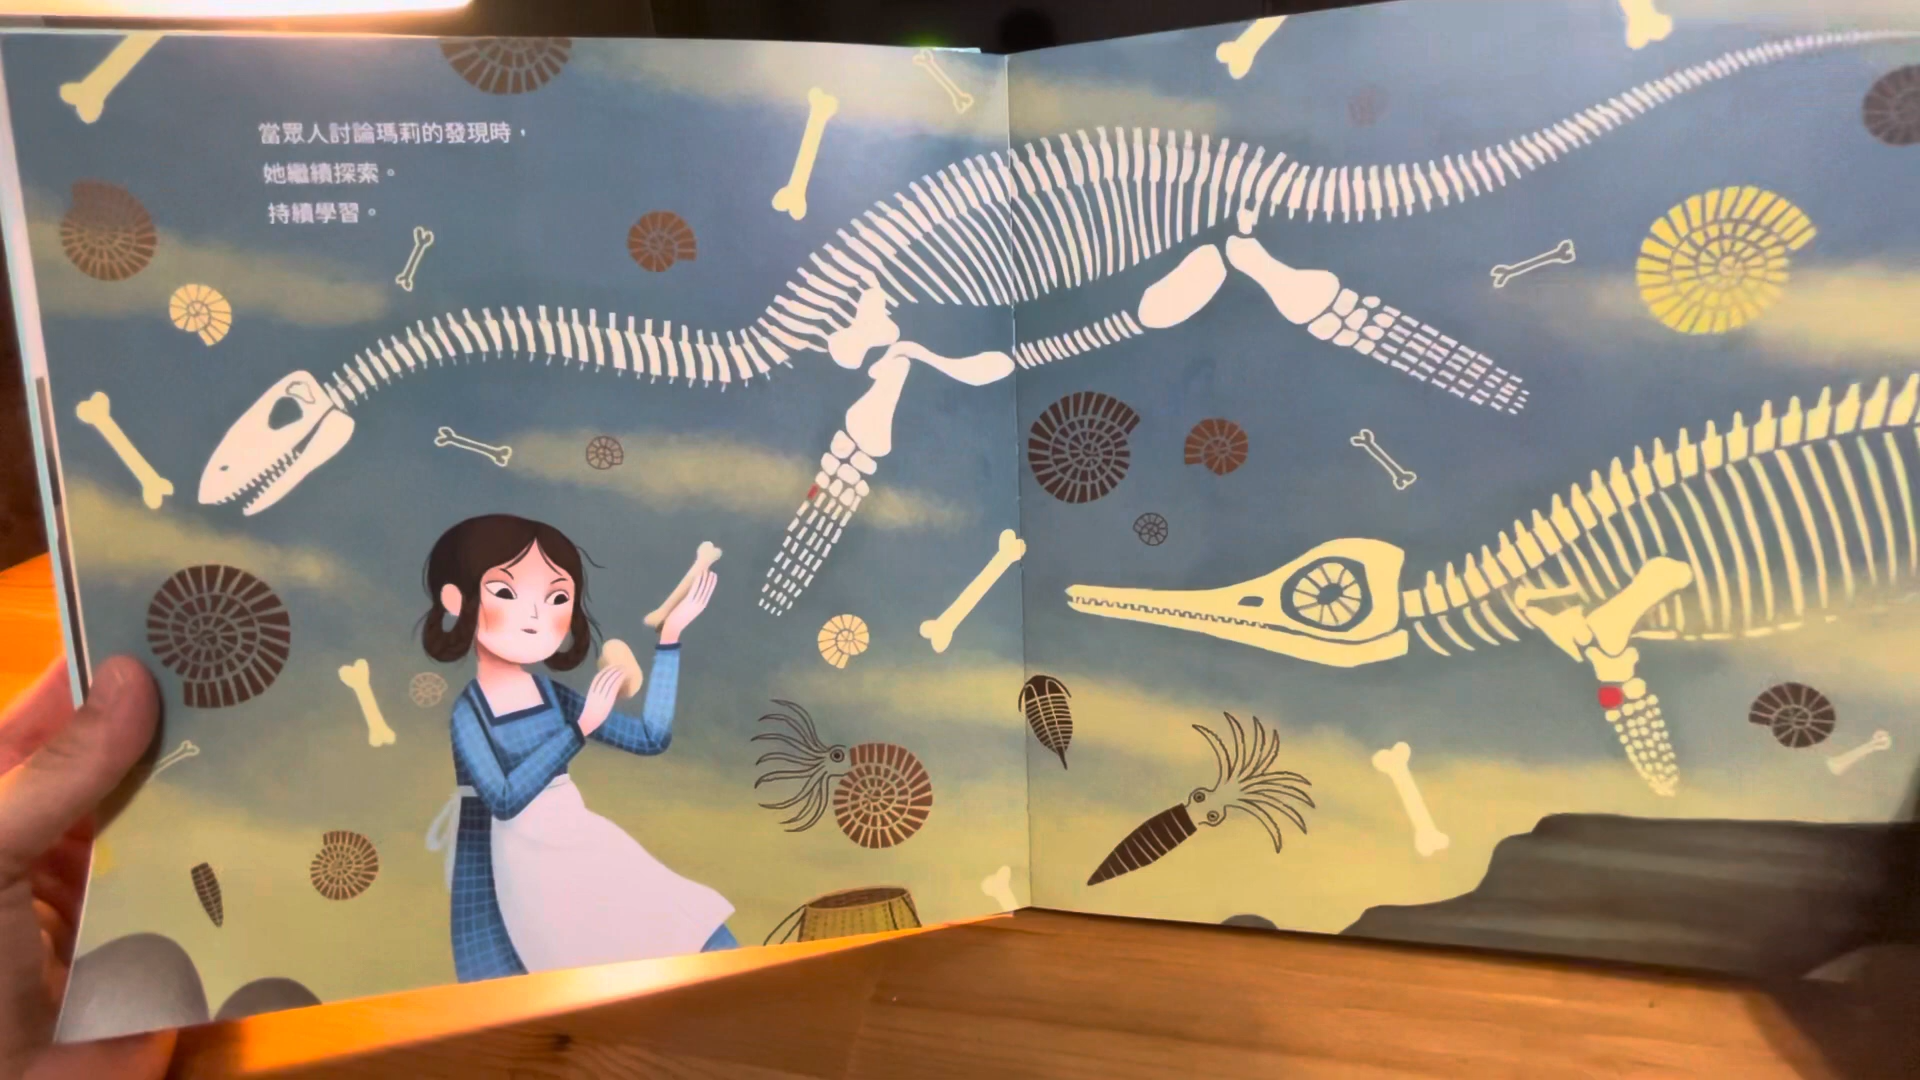 當眾人討論瑪莉的發現時，
她繼續探索。
持續學習。